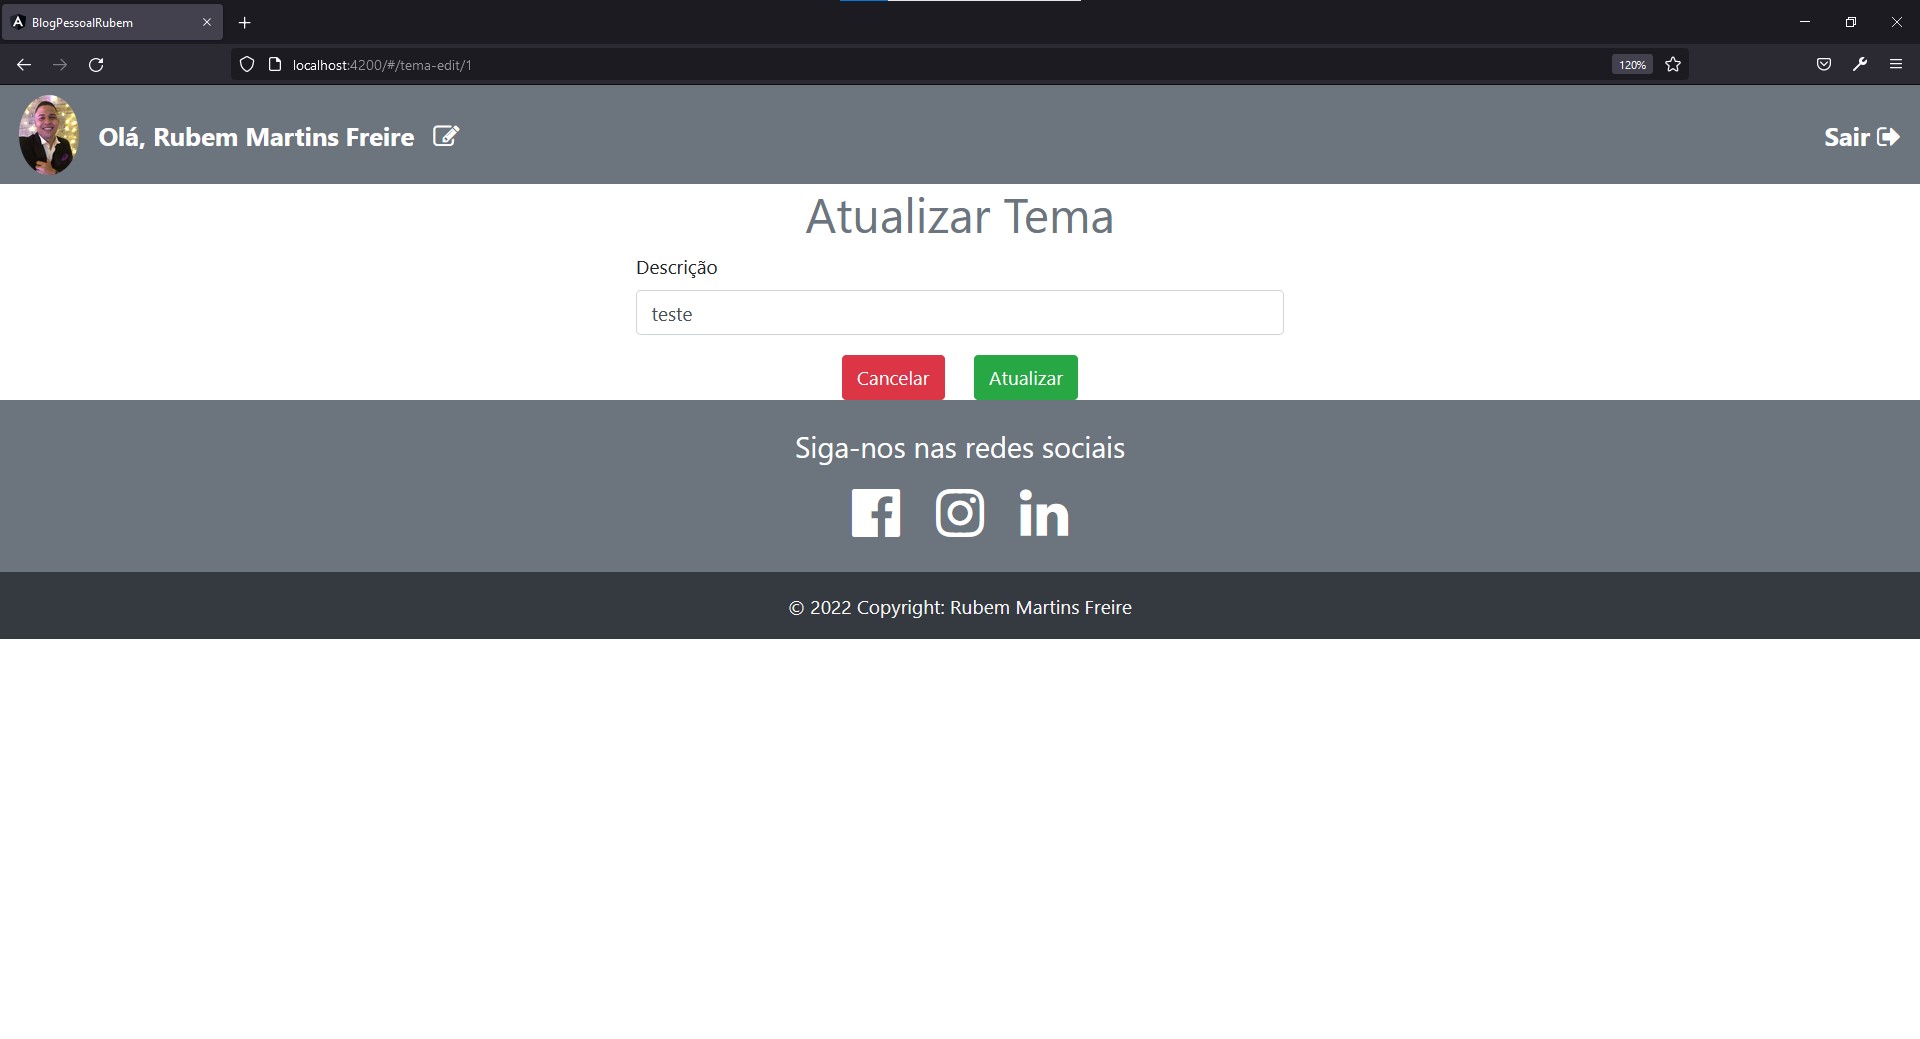 BlogPessoalRubem
localhost:4200/#/tema-edit/1
120%
Olá, Rubem Martins Freire
Sair
Atualizar Tema
Descrição
teste
Cancelar
Atualizar
Siga-nos nas redes sociais
© 2022 Copyright: Rubem Martins Freire